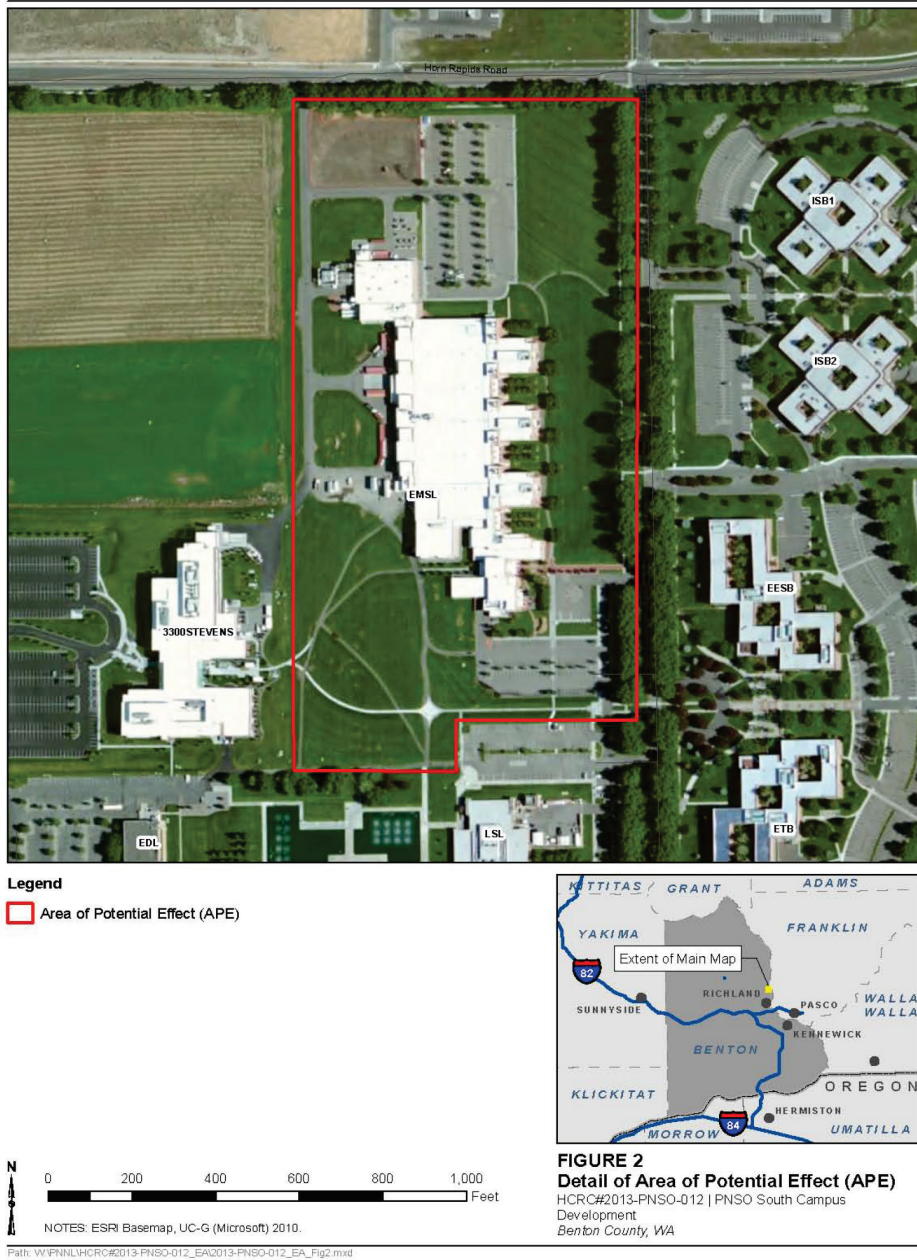 Horn Rapids Road
ISB1
ISB2
EMSL
EESB
3300STEVENS
EDL
LSL
ETB
Legend
Area of Potential Effect (APE)
KITTITAS
GRANT
ADAMS
YAKIMA
FRANKLIN
Extent of Main Map
82
RICHLAND
SUNNYSIDE
PASCO
WALLA
WALLA
KENNEWICK
BENTON
OREGON
KLICKITAT
HERMISTON
84
MORROW
UMATILLA
N
0 200 400 600 800 1,000
Feet
NOTES: ESRI Basemap, UC-G (Microsoft) 2010.
FIGURE 2
Detail of Area of Potential Effect (APE)
HCRC#2013-PNSO-012 | PNSO South Campus
Development
Benton County, WA
Path: W:\PNNL\HCRC#2013-PNSO-012_EA\2013-PNSO-012_EA_Fig2.mxd